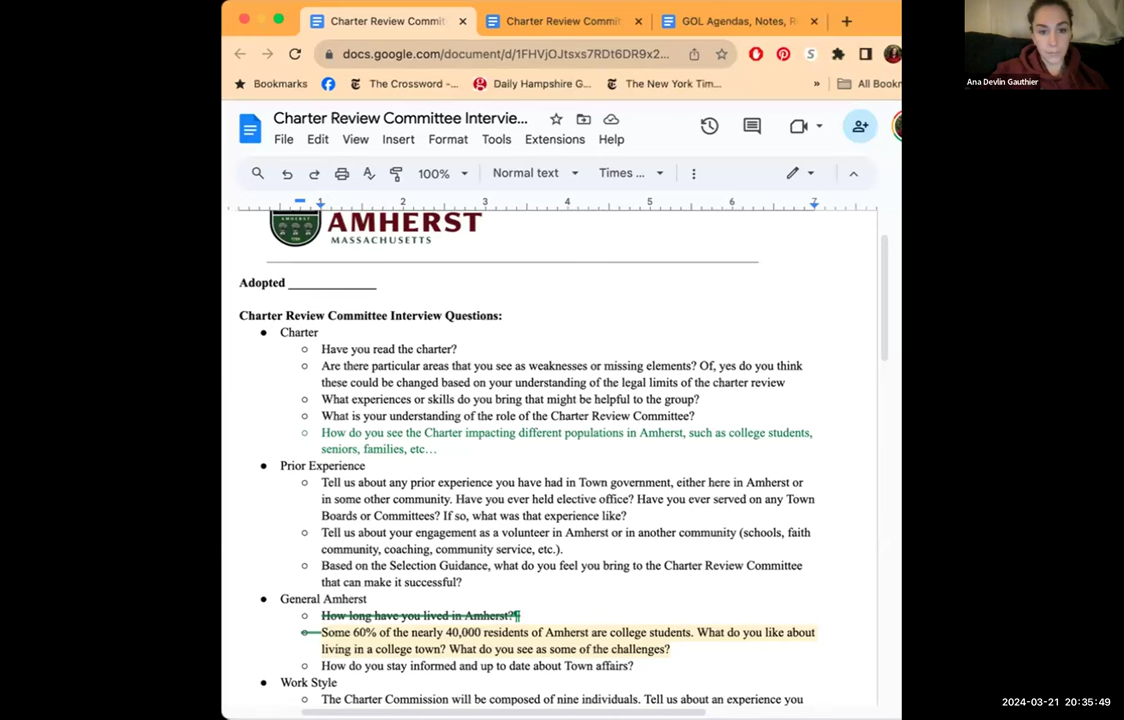 Charter Review Commit
Charter Review Commit
GOL Agendas, Notes, R
docs.google.com/document/d/1FHVjOJtsxs7RDt6DR9x2...
Bookmarks
The Crossword -...
Daily Hampshire G...
The New York Tim...
»
All Book
Ana Devlin Gauthier
Charter Review Committee Intervie...
File Edit View Insert Format Tools Extensions Help
100% Normal text Times ...
1 2 3 4 5 6 7
AMHERST
AMHERST
MASSACHUSETTS
Adopted ______________
Charter Review Committee Interview Questions:
● Charter
○ Have you read the charter?
○ Are there particular areas that you see as weaknesses or missing elements? Of, yes do you think
these could be changed based on your understanding of the legal limits of the charter review
○ What experiences or skills do you bring that might be helpful to the group?
○ What is your understanding of the role of the Charter Review Committee?
○ How do you see the Charter impacting different populations in Amherst, such as college students,
seniors, families, etc…
● Prior Experience
○ Tell us about any prior experience you have had in Town government, either here in Amherst or
in some other community. Have you ever held elective office? Have you ever served on any Town
Boards or Committees? If so, what was that experience like?
○ Tell us about your engagement as a volunteer in Amherst or in another community (schools, faith
community, coaching, community service, etc.).
○ Based on the Selection Guidance, what do you feel you bring to the Charter Review Committee
that can make it successful?
● General Amherst
○ How long have you lived in Amherst?¶
○ Some 60% of the nearly 40,000 residents of Amherst are college students. What do you like about
living in a college town? What do you see as some of the challenges?
○ How do you stay informed and up to date about Town affairs?
● Work Style
○ The Charter Commission will be composed of nine individuals. Tell us about an experience you
2024-03-21 20:35:49